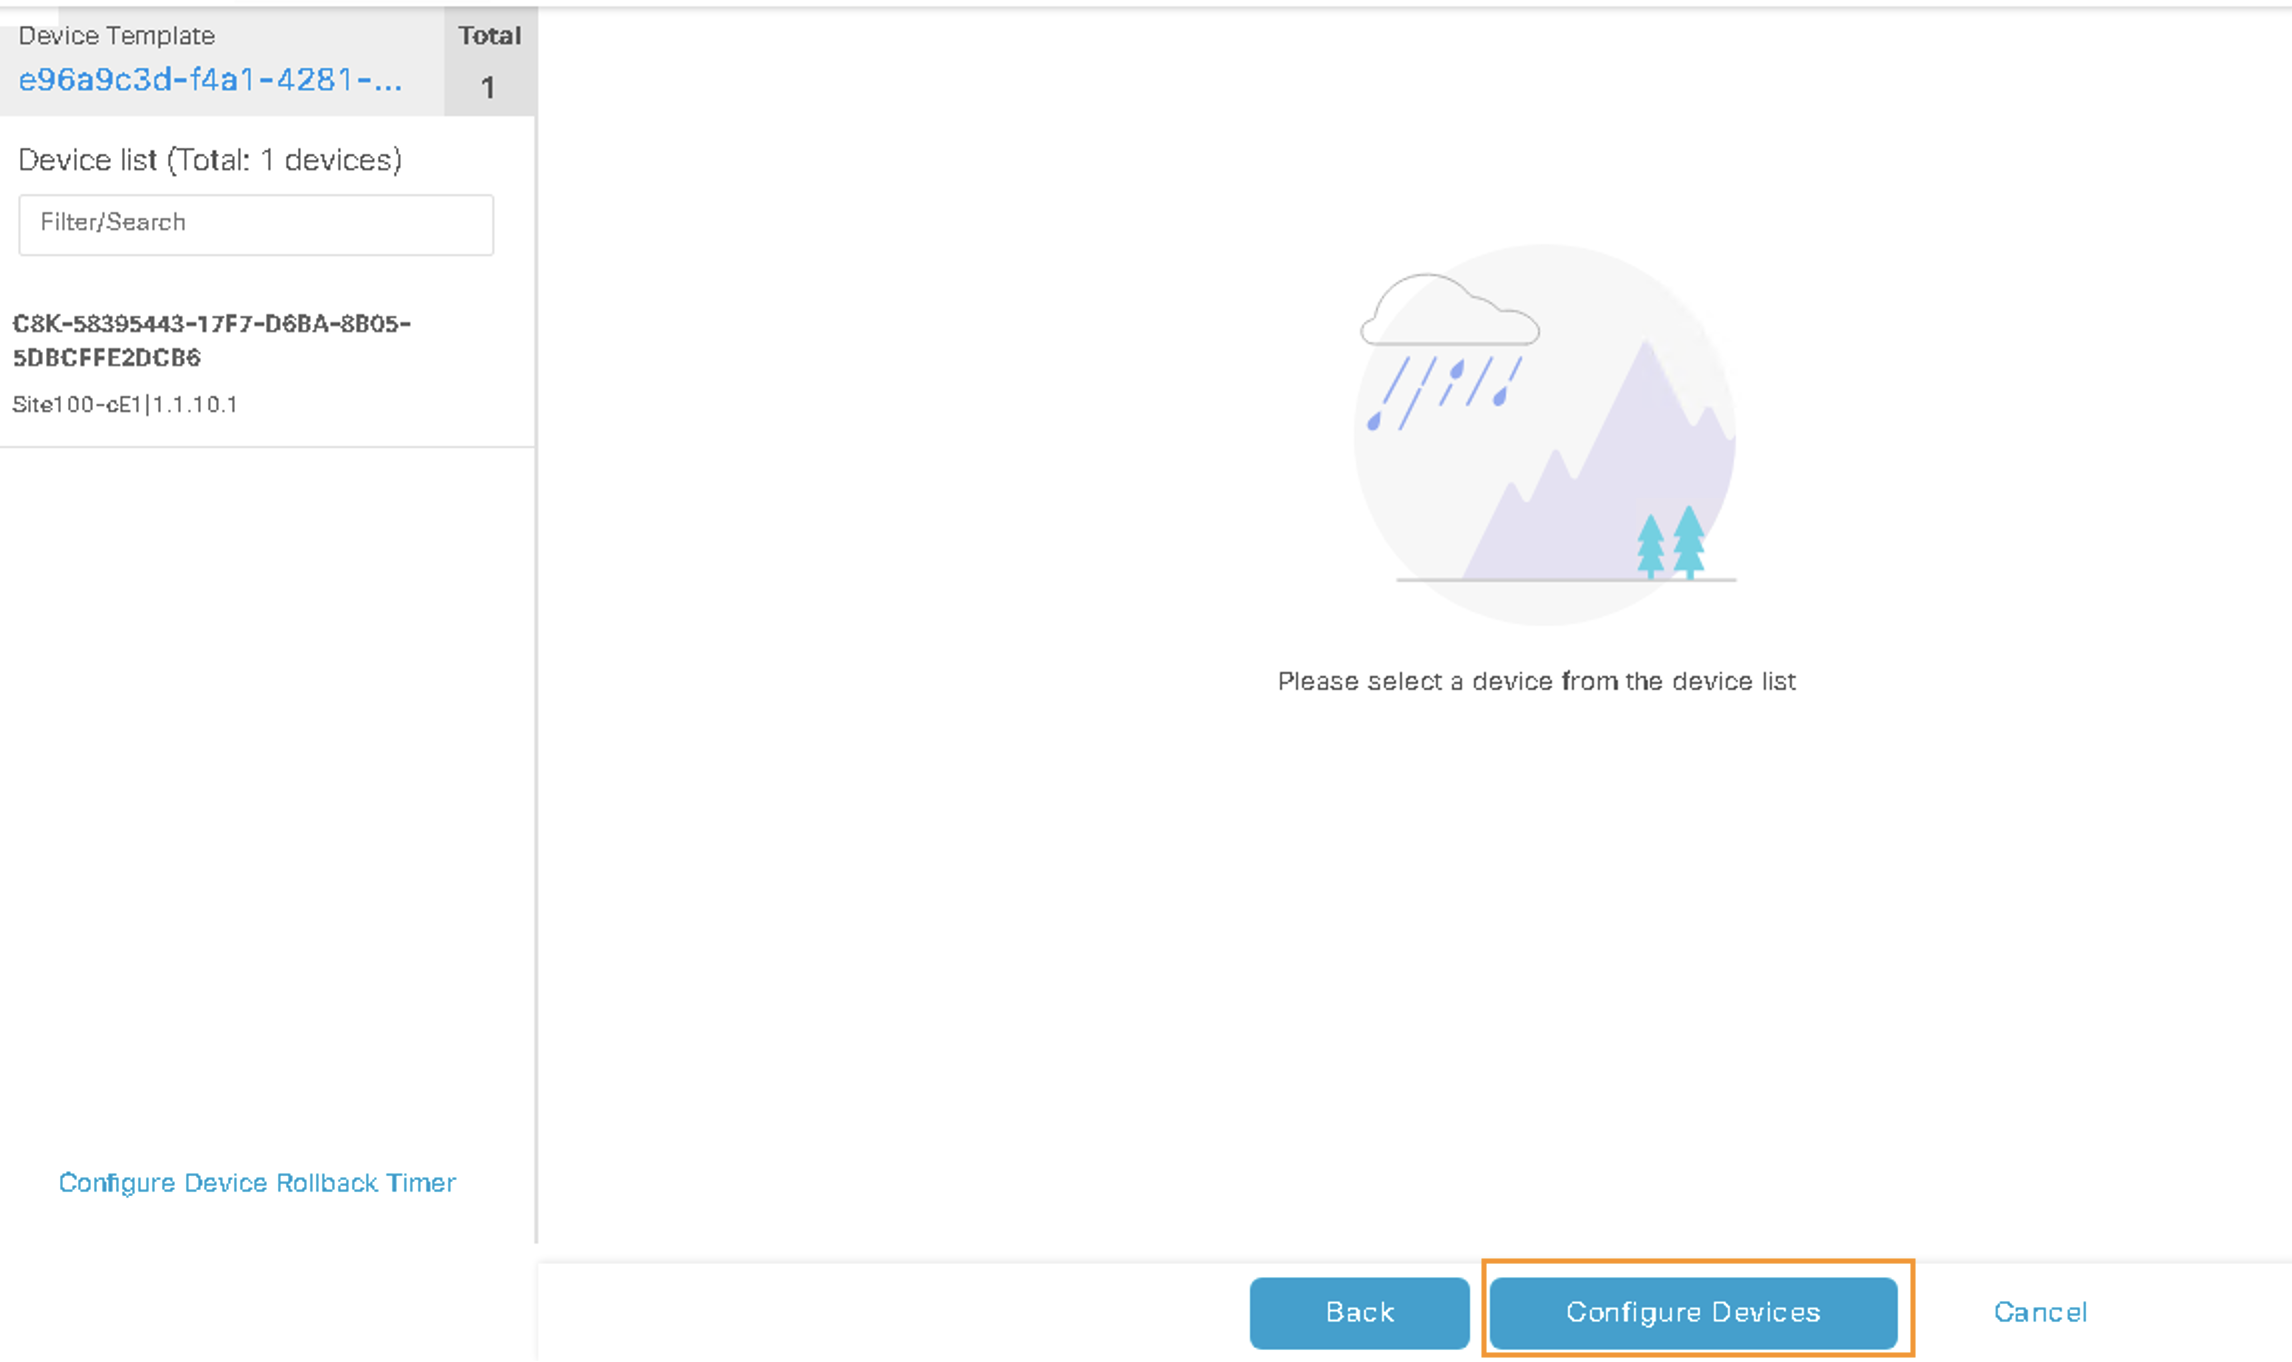 Device Template
Total
e96a9c3d-f4a1-4281-...
1
Device list (Total: 1 devices)
Filter/Search
C8K-58395443-17F7-D6BA-8B05-
5DBCFFE2DCB6
Site100-cE1|1.1.10.1
Please select a device from the device list
Configure Device Rollback Timer
Back
Configure Devices
Cancel